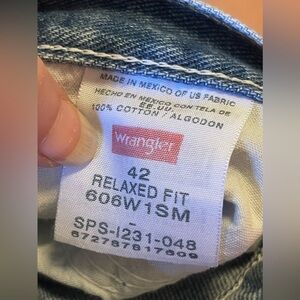 MADE IN MEXICO OF US FABRIC
HECHO EN MEXICO CON TELA DE
EE.UU.
100% COTTON / ALGODON
Wrangler
42
RELAXED FIT
606W1SM
-
SPS-I231-048
672787817609